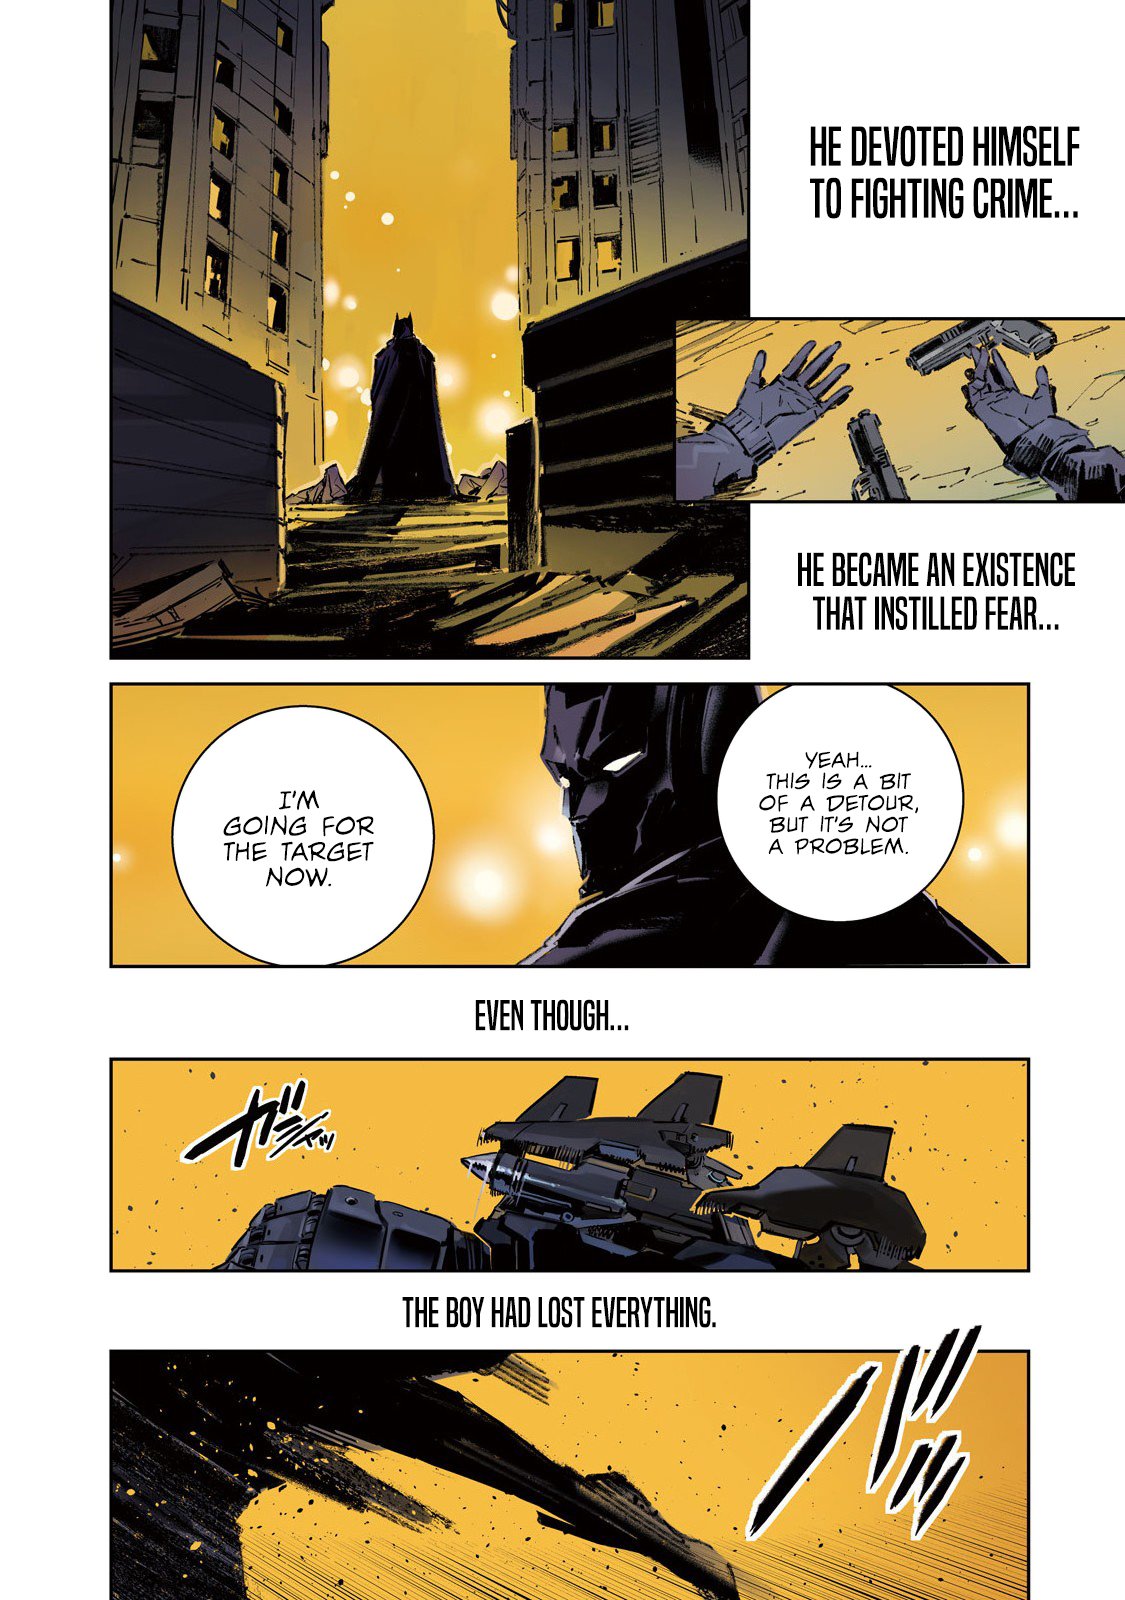 HE DEVOTED HIMSELF
TO FIGHTING CRIME...
HE BECAME AN EXISTENCE
THAT INSTILLED FEAR...
YEAH...
THIS IS A BIT
OF A DETOUR,
BUT IT'S NOT
A PROBLEM.
I'M
GOING FOR
THE TARGET
NOW.
EVEN THOUGH...
ガシャッ
THE BOY HAD LOST EVERYTHING.
バッ